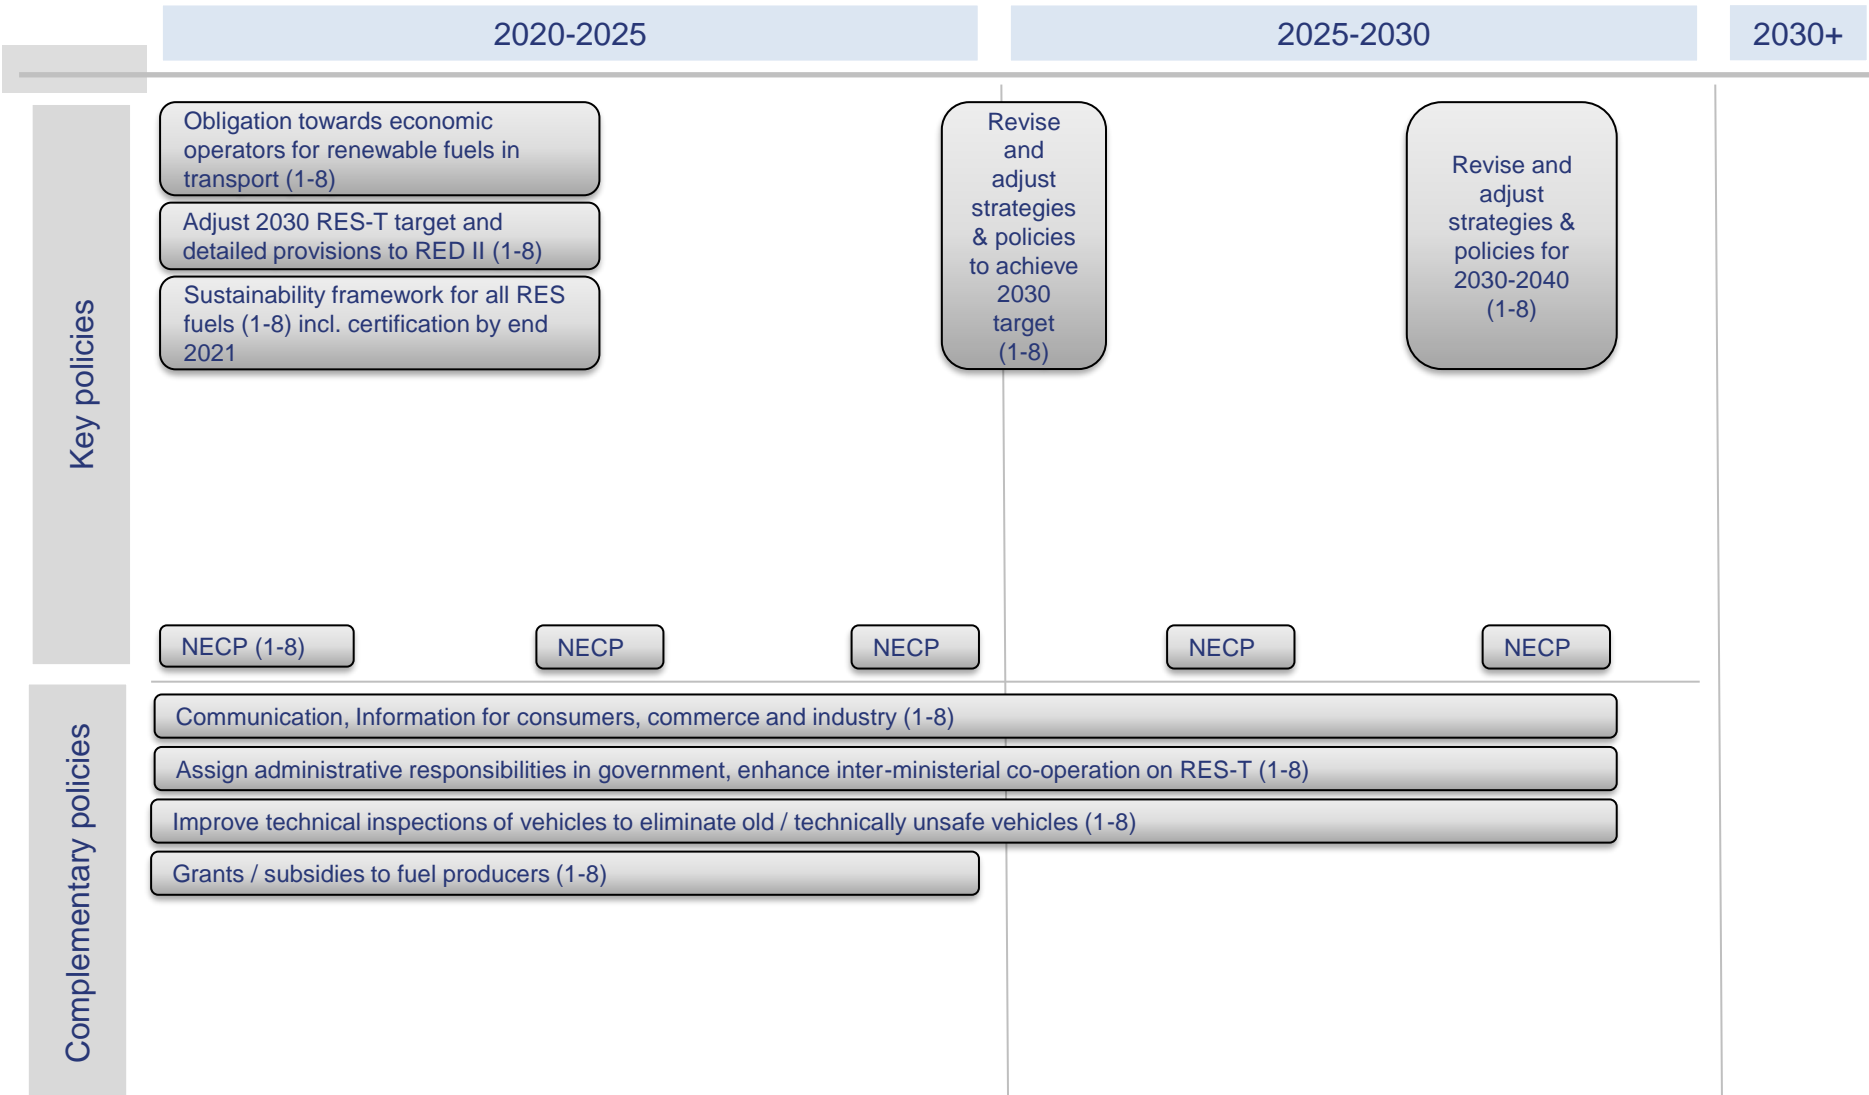 2020-2025
2025-2030
2030+
Key policies
Obligation towards economic
operators for renewable fuels in
transport (1-8)
Adjust 2030 RES-T target and
detailed provisions to RED II (1-8)
Sustainability framework for all RES
fuels (1-8) incl. certification by end
2021
Revise
and
adjust
strategies
& policies
to achieve
2030
target
(1-8)
Revise and
adjust
strategies &
policies for
2030-2040
(1-8)
NECP (1-8)
NECP
NECP
NECP
NECP
Complementary policies
Communication, Information for consumers, commerce and industry (1-8)
Assign administrative responsibilities in government, enhance inter-ministerial co-operation on RES-T (1-8)
Improve technical inspections of vehicles to eliminate old / technically unsafe vehicles (1-8)
Grants / subsidies to fuel producers (1-8)